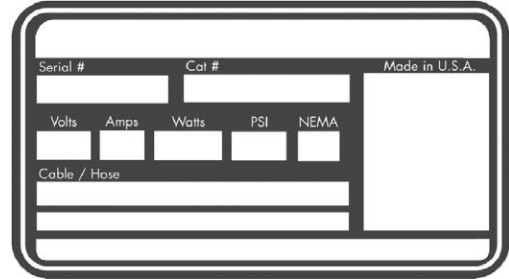 Serial # Cat # Made in U.S.A.
Volts Amps Watts PSI NEMA
Cable / Hose